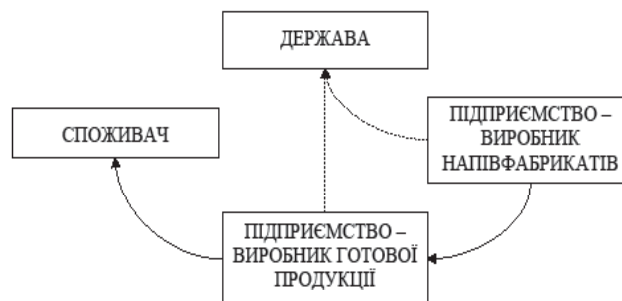 ДЕРЖАВА
СПОЖИВАЧ
ПІДПРИЄМСТВО –
ВИРОБНИК
НАПІВФАБРИКАТІВ
ПІДПРИЄМСТВО –
ВИРОБНИК ГОТОВОЇ
ПРОДУКЦІЇ